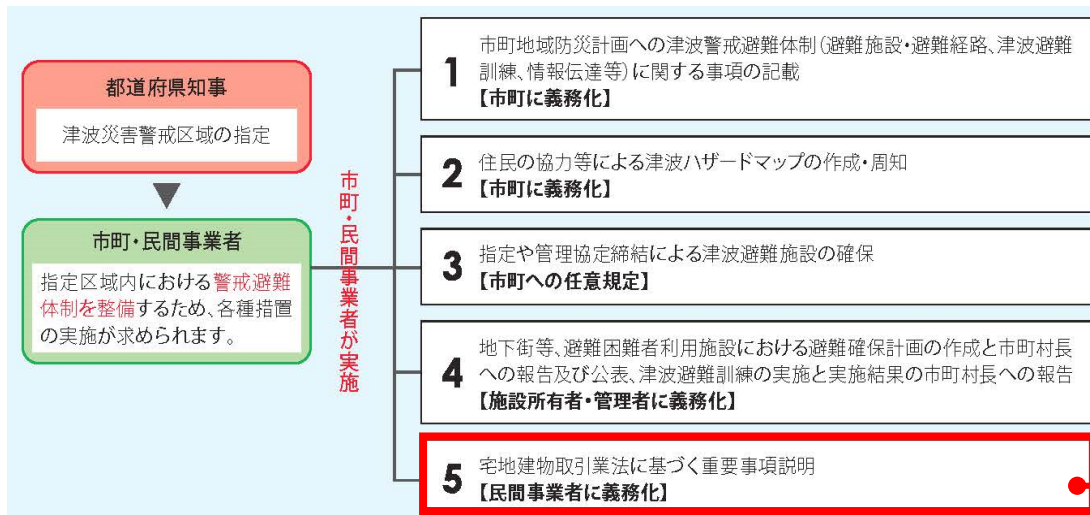 都道府県知事
津波災害警戒区域の指定
市町・民間事業者
指定区域内における警戒避難
体制を整備するため、各種措置
の実施が求められます。
市町・民間事業者が実施
1
市町地域防災計画への津波警戒避難体制(避難施設・避難経路、津波避難
訓練、情報伝達等)に関する事項の記載
【市町に義務化】
2
住民の協力等による津波ハザードマップの作成・周知
【市町に義務化】
3
指定や管理協定締結による津波避難施設の確保
【市町への任意規定】
4
地下街等、避難困難者利用施設における避難確保計画の作成と市町村長
への報告及び公表、津波避難訓練の実施と実施結果の市町村長への報告
【施設所有者・管理者に義務化】
5
宅地建物取引業法に基づく重要事項説明
【民間事業者に義務化】